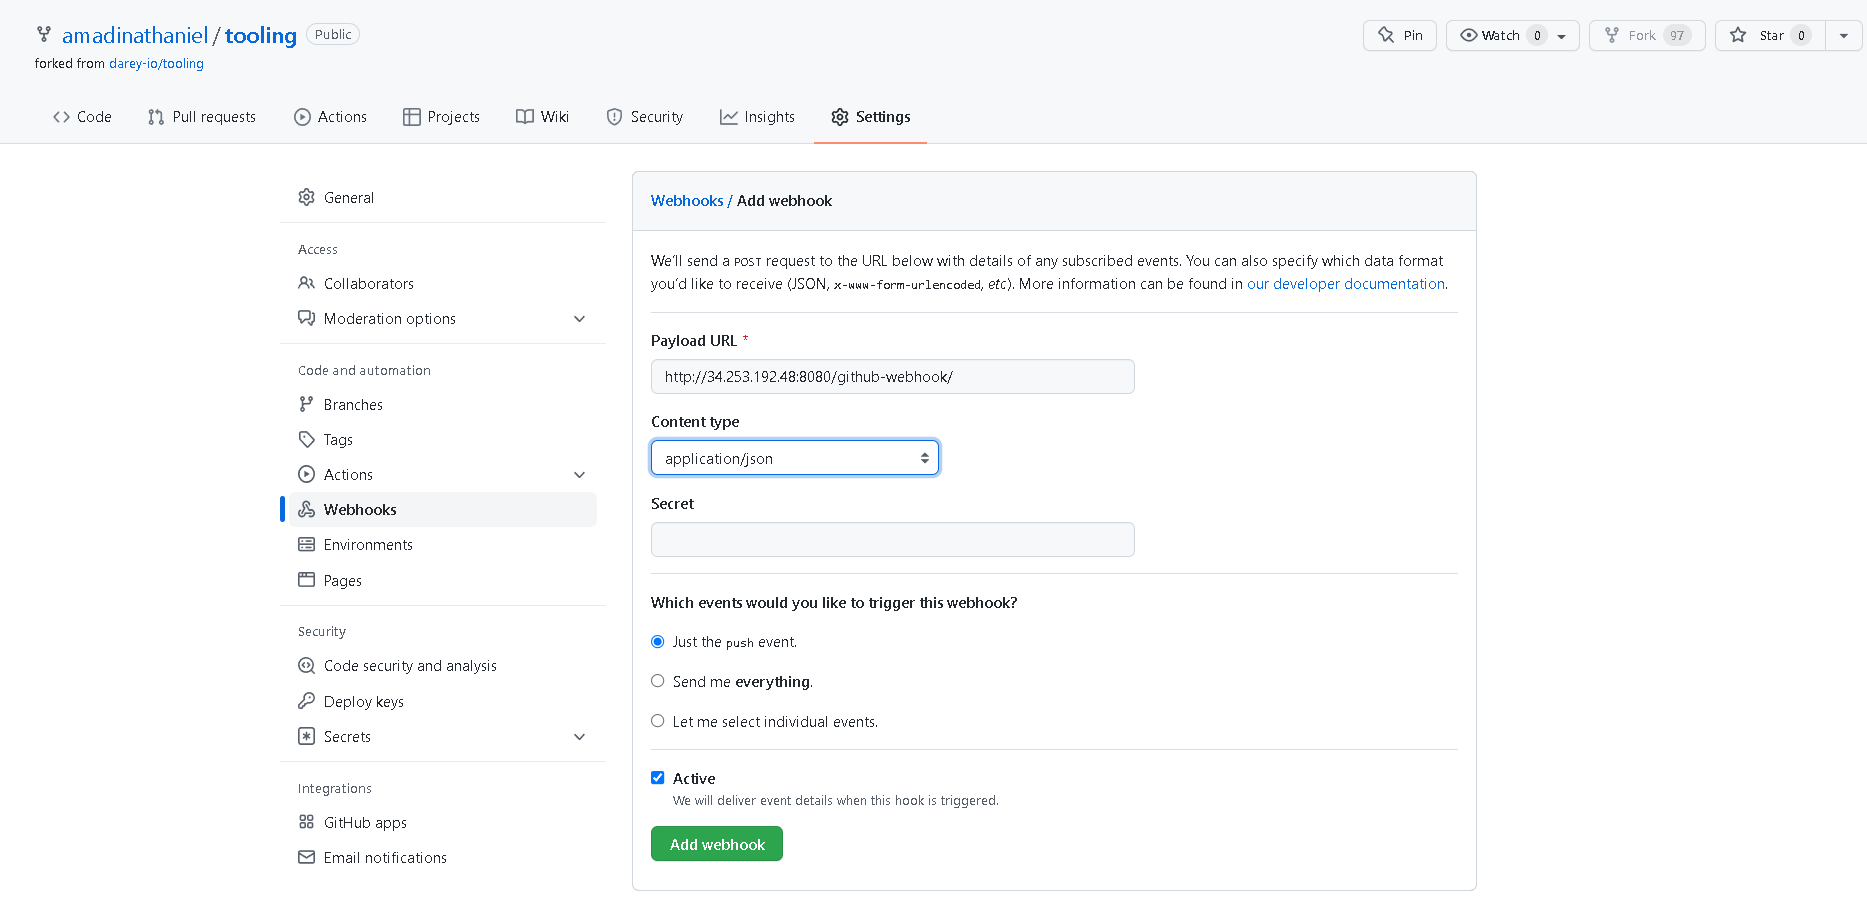 amadinathaniel / tooling Public
Pin Watch 0 Fork 97 Star 0
forked from darey-io/tooling
Code Pull requests Actions Projects Wiki Security Insights Settings
General
Access
Collaborators
Moderation options
Code and automation
Branches
Tags
Actions
Webhooks
Environments
Pages
Security
Code security and analysis
Deploy keys
Secrets
Integrations
GitHub apps
Email notifications
Webhooks / Add webhook
We'll send a POST request to the URL below with details of any subscribed events. You can also specify which data format
you'd like to receive (JSON, x-www-form-urlencoded, etc). More information can be found in our developer documentation.
Payload URL *
http://34.253.192.48:8080/github-webhook/
Content type
application/json
Secret
Which events would you like to trigger this webhook?
Just the push event.
Send me everything.
Let me select individual events.
Active
We will deliver event details when this hook is triggered.
Add webhook